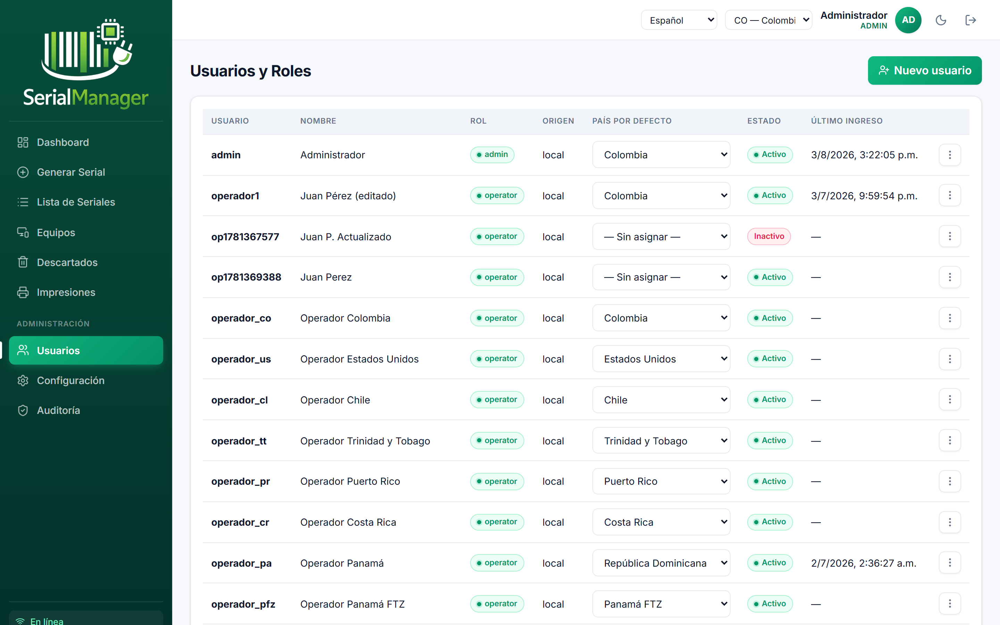 SerialManager
Dashboard
Generar Serial
Lista de Seriales
Equipos
Descartados
Impresiones
ADMINISTRACIÓN
Usuarios
Configuración
Auditoría
En línea
Español
CO — Colombi
Administrador
ADMIN
AD
Usuarios y Roles
Nuevo usuario
USUARIO NOMBRE ROL ORIGEN PAÍS POR DEFECTO ESTADO ÚLTIMO INGRESO
admin Administrador admin local Colombia Activo 3/8/2026, 3:22:05 p.m.
operador1 Juan Pérez (editado) operator local Colombia Activo 3/7/2026, 9:59:54 p.m.
op1781367577 Juan P. Actualizado operator local — Sin asignar — Inactivo —
op1781369388 Juan Perez operator local — Sin asignar — Activo —
operador_co Operador Colombia operator local Colombia Activo —
operador_us Operador Estados Unidos operator local Estados Unidos Activo —
operador_cl Operador Chile operator local Chile Activo —
operador_tt Operador Trinidad y Tobago operator local Trinidad y Tobago Activo —
operador_pr Operador Puerto Rico operator local Puerto Rico Activo —
operador_cr Operador Costa Rica operator local Costa Rica Activo —
operador_pa Operador Panamá operator local República Dominicana Activo 2/7/2026, 2:36:27 a.m.
operador_pfz Operador Panamá FTZ operator local Panamá FTZ Activo —